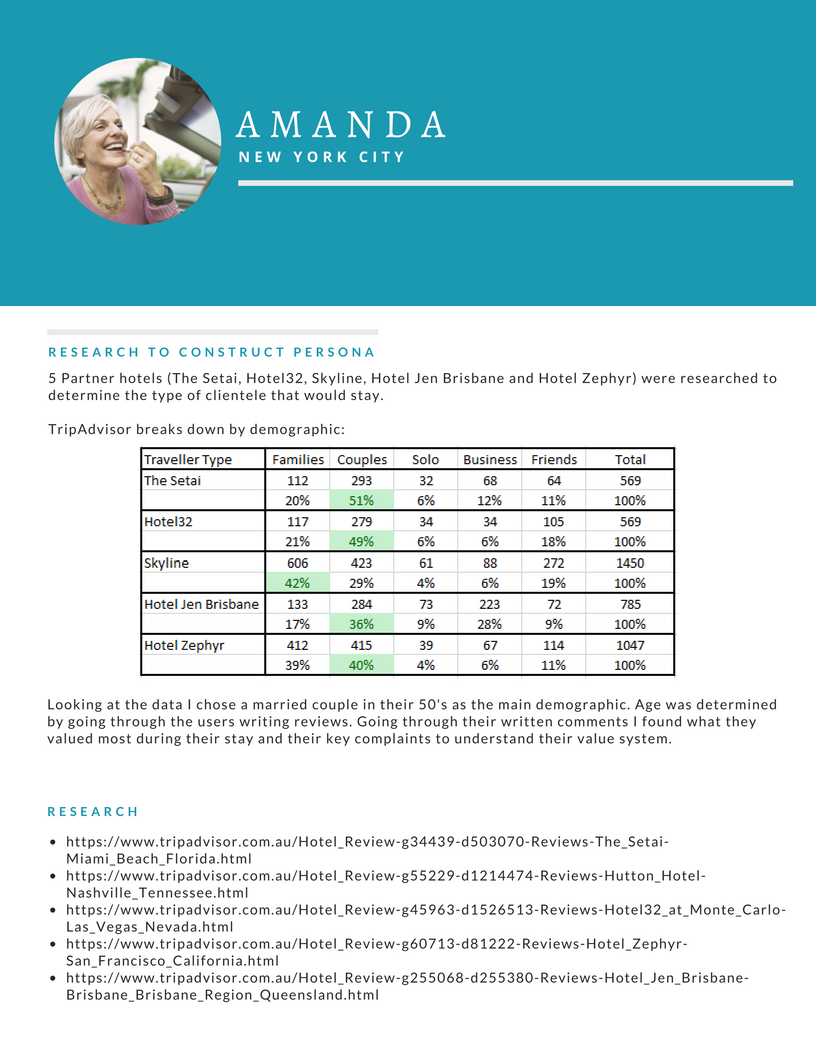 AMANDA
NEW YORK CITY
RESEARCH TO CONSTRUCT PERSONA
5 Partner hotels (The Setai, Hotel32, Skyline, Hotel Jen Brisbane and Hotel Zephyr) were researched to
determine the type of clientele that would stay.
TripAdvisor breaks down by demographic:
Traveller Type Families Couples Solo Business Friends Total
The Setai 112 293 32 68 64 569
20% 51% 6% 12% 11% 100%
Hotel32 117 279 34 34 105 569
21% 49% 6% 6% 18% 100%
Skyline 606 423 61 88 272 1450
42% 29% 4% 6% 19% 100%
Hotel Jen Brisbane 133 284 73 223 72 785
17% 36% 9% 28% 9% 100%
Hotel Zephyr 412 415 39 67 114 1047
39% 40% 4% 6% 11% 100%
Looking at the data I chose a married couple in their 50's as the main demographic. Age was determined
by going through the users writing reviews. Going through their written comments I found what they
valued most during their stay and their key complaints to understand their value system.
RESEARCH
• https://www.tripadvisor.com.au/Hotel_Review-g34439-d503070-Reviews-The_Setai-
Miami_Beach_Florida.html
• https://www.tripadvisor.com.au/Hotel_Review-g55229-d1214474-Reviews-Hutton_Hotel-
Nashville_Tennessee.html
• https://www.tripadvisor.com.au/Hotel_Review-g45963-d1526513-Reviews-Hotel32_at_Monte_Carlo-
Las_Vegas_Nevada.html
• https://www.tripadvisor.com.au/Hotel_Review-g60713-d81222-Reviews-Hotel_Zephyr-
San_Francisco_California.html
• https://www.tripadvisor.com.au/Hotel_Review-g255068-d255380-Reviews-Hotel_Jen_Brisbane-
Brisbane_Brisbane_Region_Queensland.html